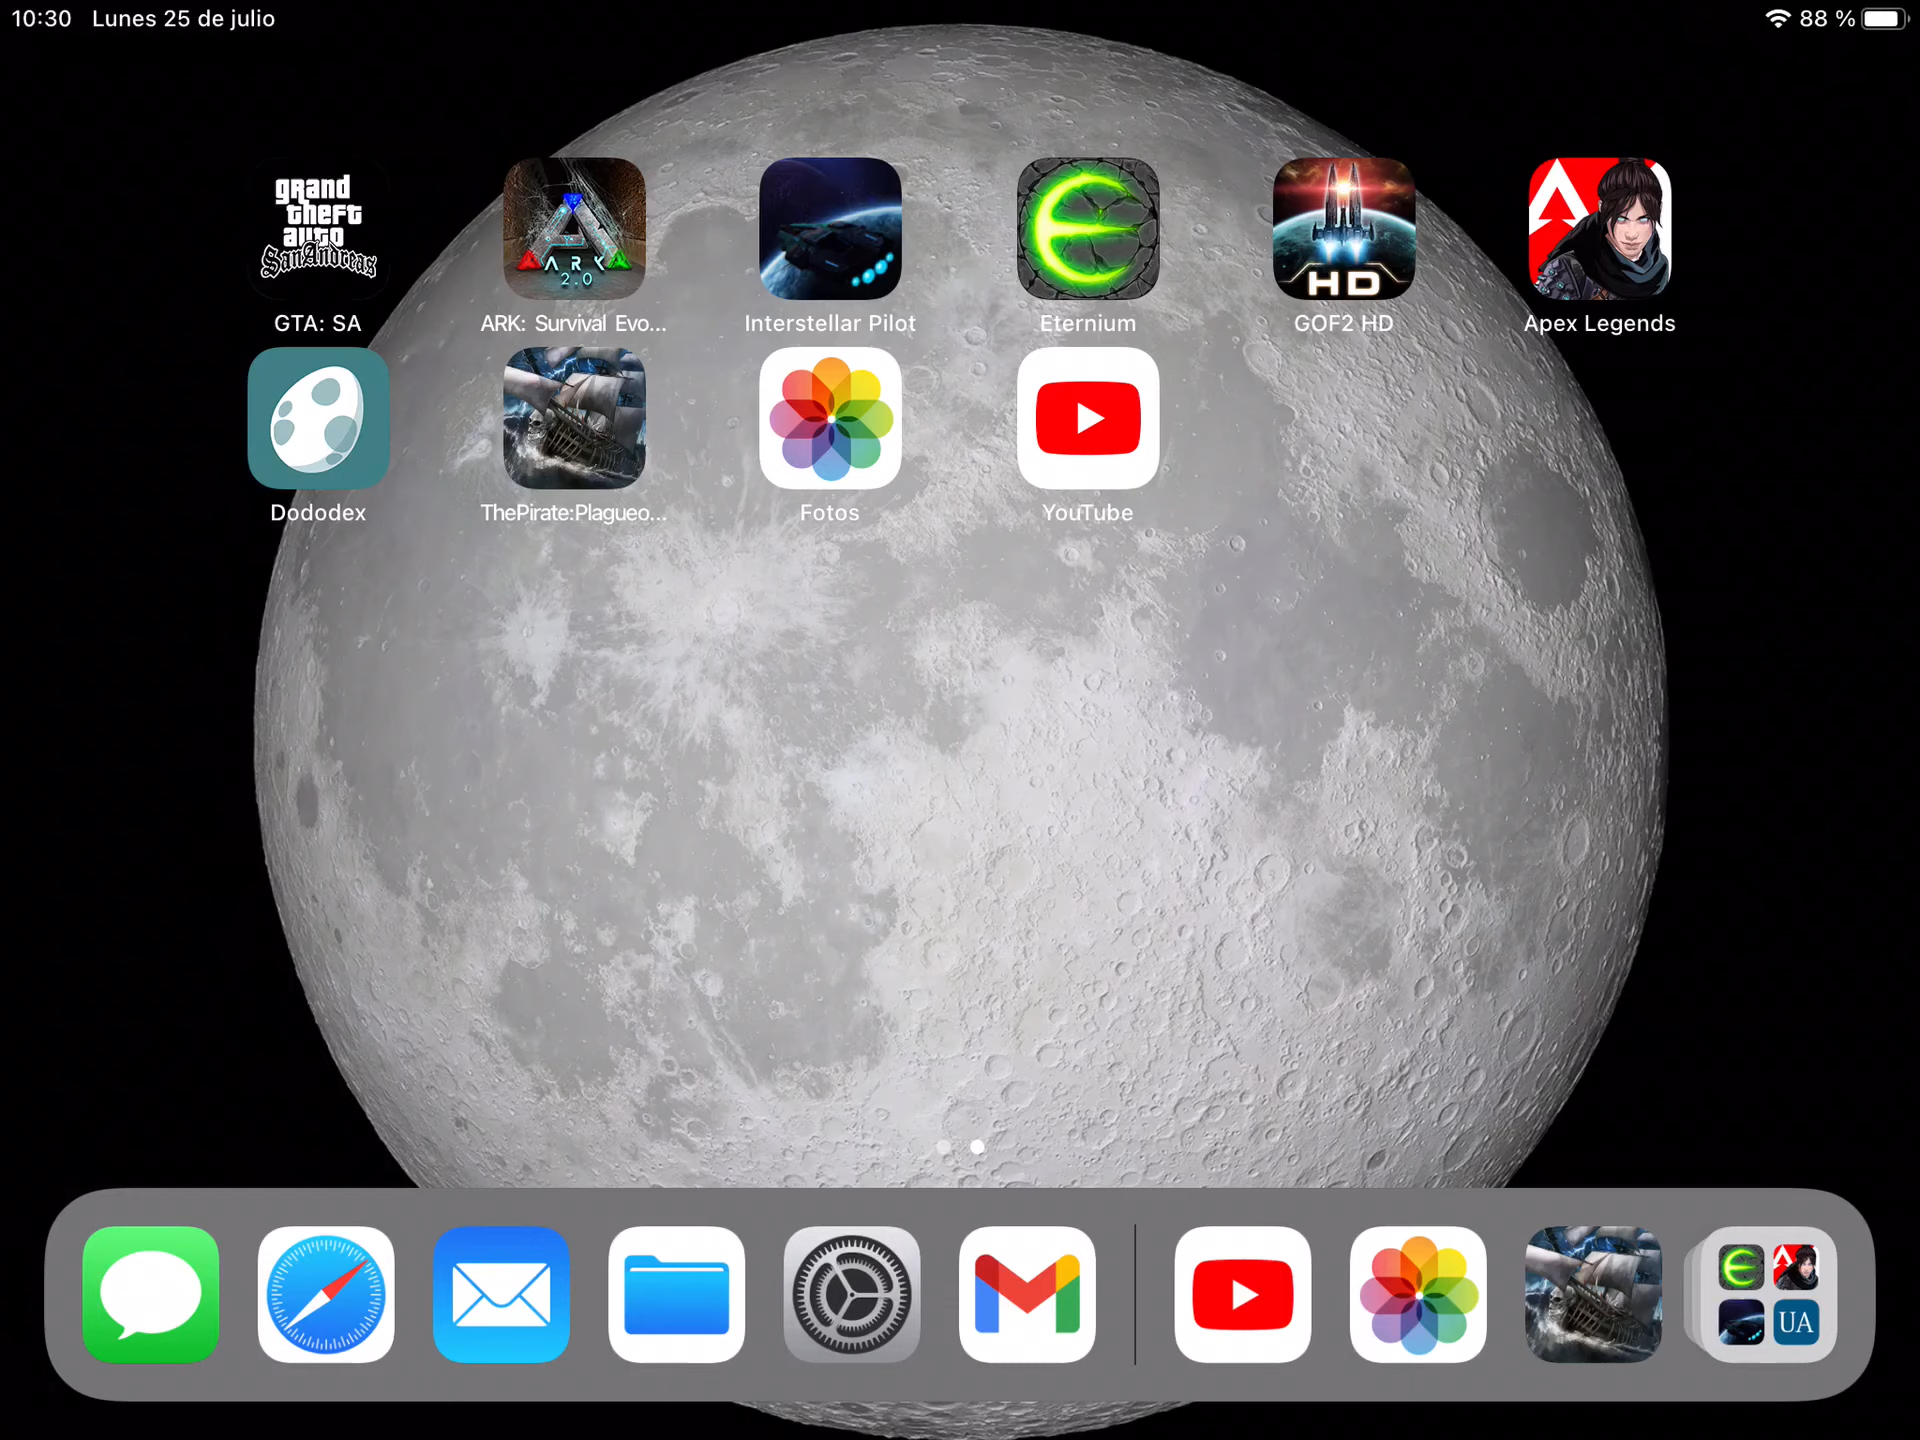 10:30 Lunes 25 de julio
88 %
grand
theft
auto
San Andreas
ARK
2.0
HD
GTA: SA
ARK: Survival Evo...
Interstellar Pilot
Eternium
GOF2 HD
Apex Legends
Dododex
ThePirate:Plagueo...
Fotos
YouTube
UA